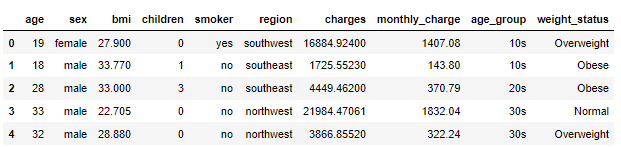 age sex bmi children smoker region charges monthly_charge age_group weight_status
0 19 female 27.900 0 yes southwest 16884.92400 1407.08 10s Overweight
1 18 male 33.770 1 no southeast 1725.55230 143.80 10s Obese
2 28 male 33.000 3 no southeast 4449.46200 370.79 20s Obese
3 33 male 22.705 0 no northwest 21984.47061 1832.04 30s Normal
4 32 male 28.880 0 no northwest 3866.85520 322.24 30s Overweight